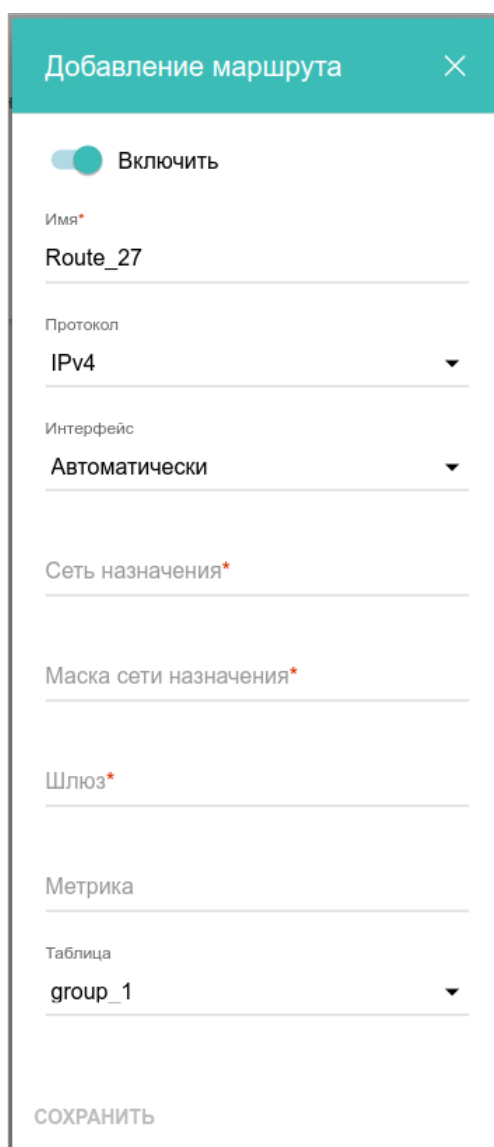 Добавление маршрута
Включить
Имя*
Route_27
Протокол
IPv4
Интерфейс
Автоматически
Сеть назначения*
Маска сети назначения*
Шлюз*
Метрика
Таблица
group_1
СОХРАНИТЬ